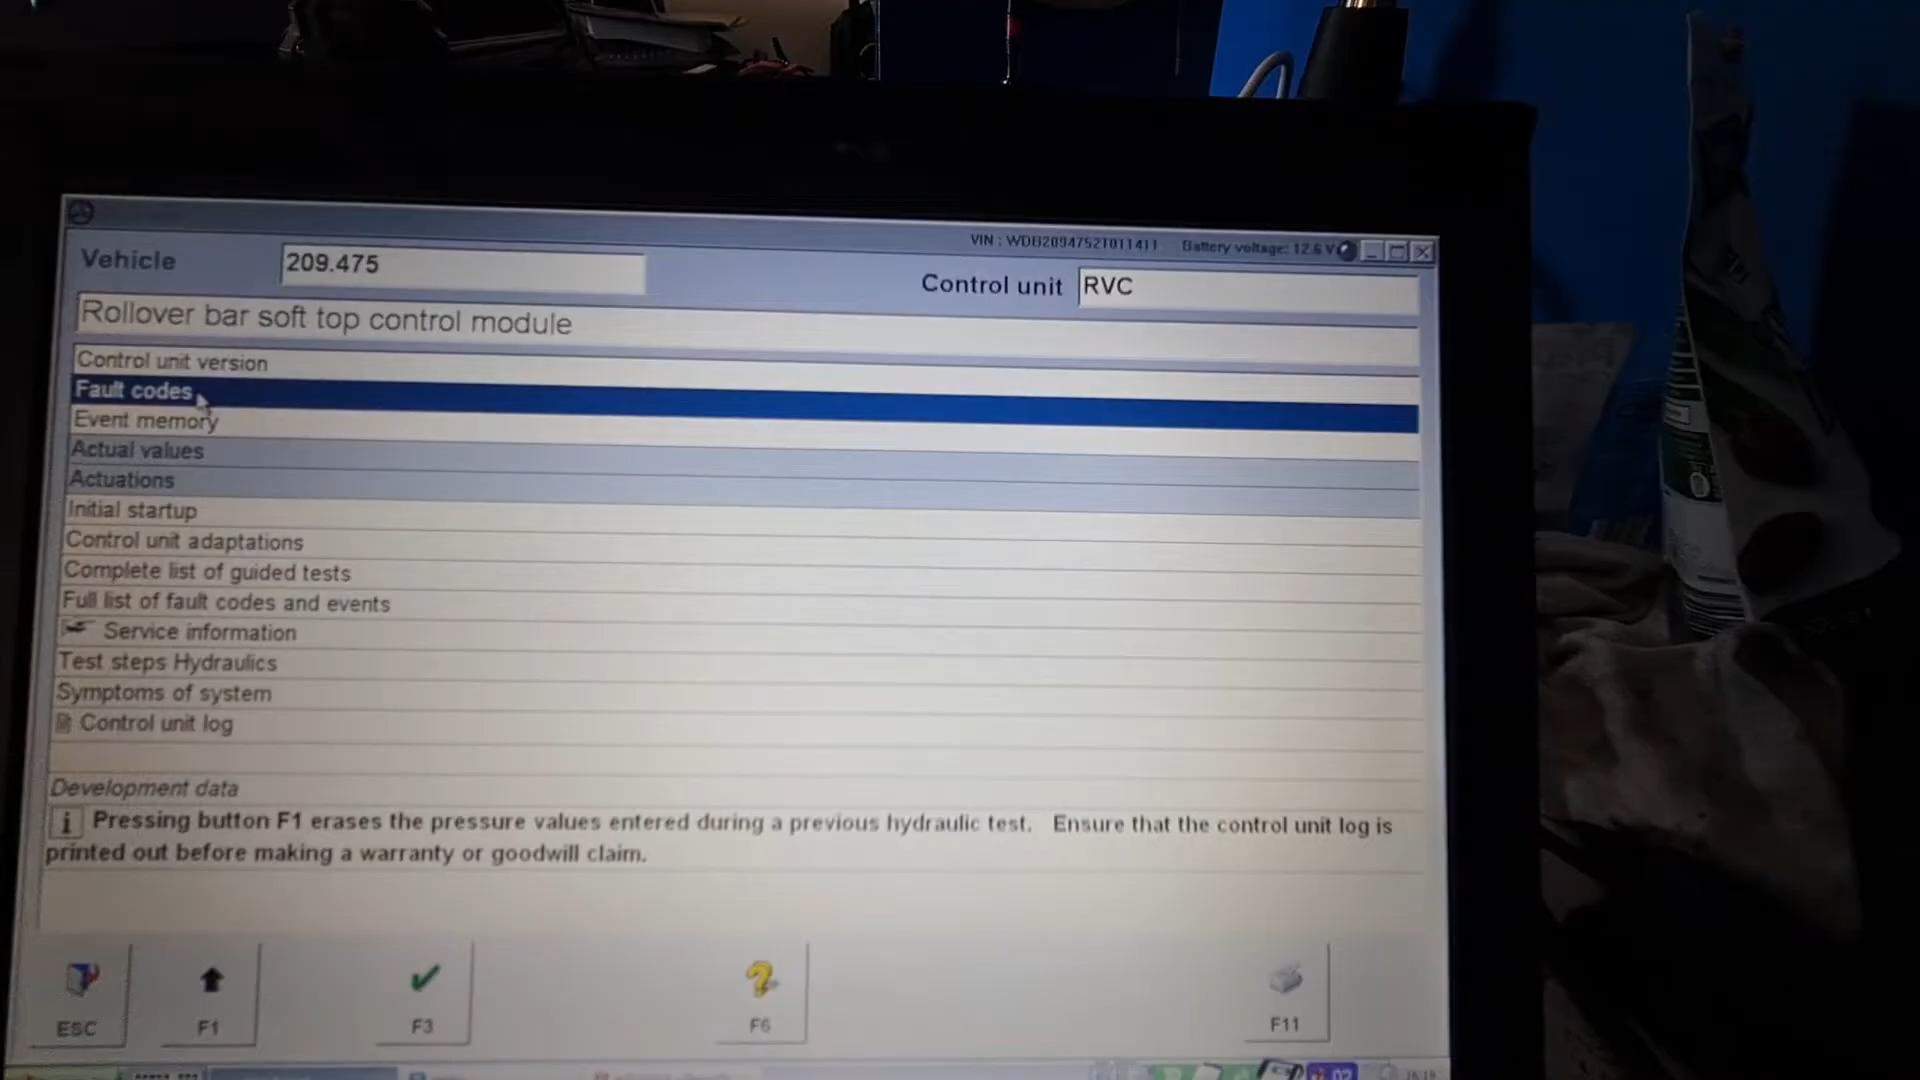 VIN : WDB2094752T011411 Battery voltage: 12.6 V
Vehicle 209.475
Control unit RVC
Rollover bar soft top control module
Control unit version
Fault codes
Event memory
Actual values
Actuations
Initial startup
Control unit adaptations
Complete list of guided tests
Full list of fault codes and events
Service information
Test steps Hydraulics
Symptoms of system
Control unit log
Development data
i Pressing button F1 erases the pressure values entered during a previous hydraulic test. Ensure that the control unit log is
printed out before making a warranty or goodwill claim.
ESC F1 F3 F6 F11